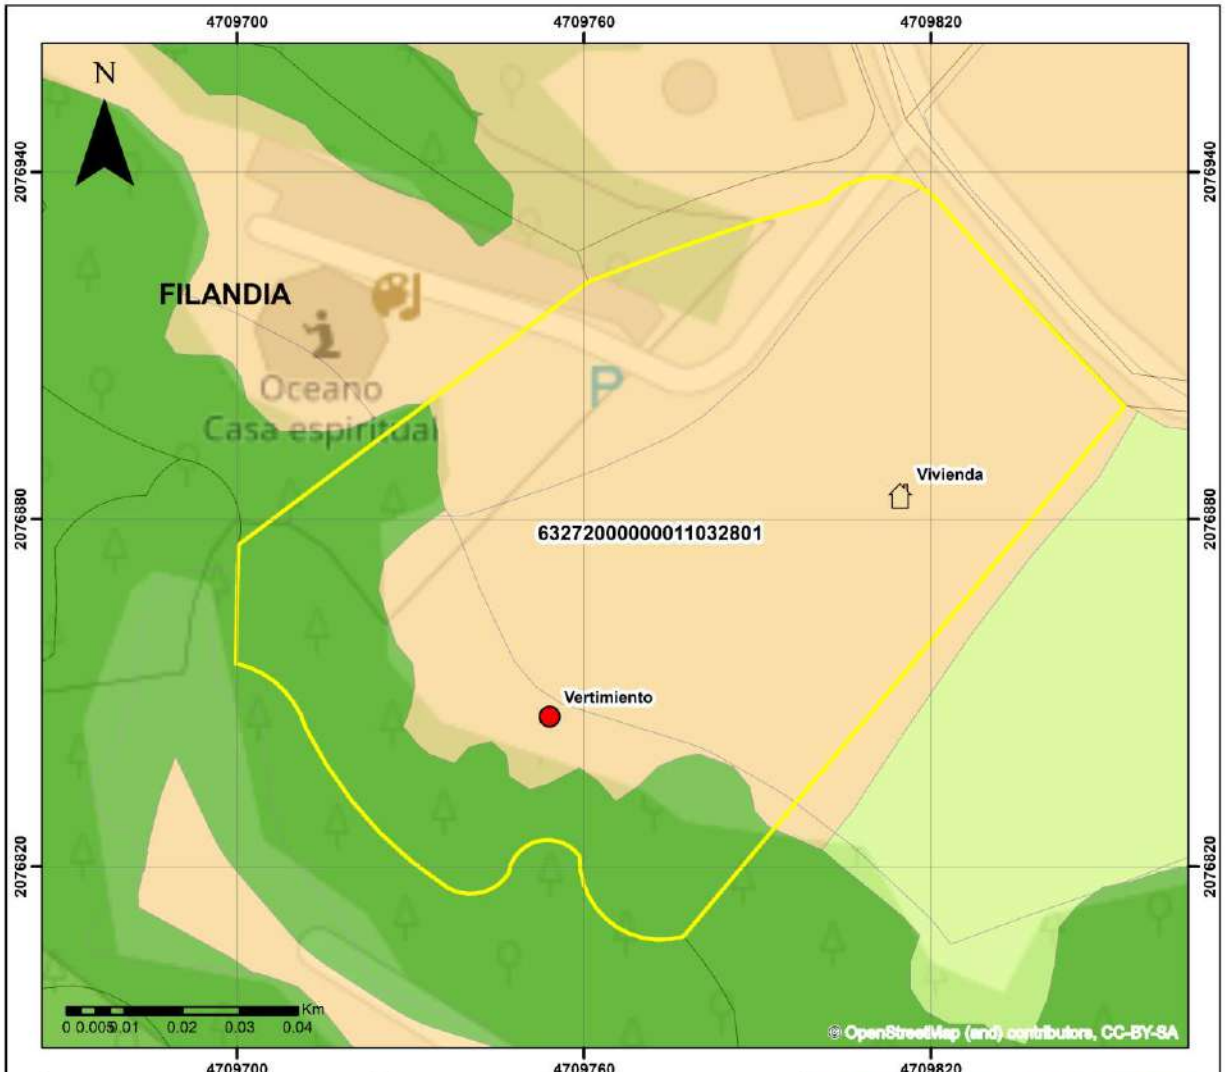 4709700 4709760 4709820
N
2076940 2076940
FILANDIA
Oceano
Casa espiritual
P
Vivienda
2076880 2076880
63272000000011032801
Vertimiento
2076820 2076820
Km
0 0.005 0.01 0.02 0.03 0.04
© OpenStreetMap (and) contributors, CC-BY-SA
4709700 4709760 4709820